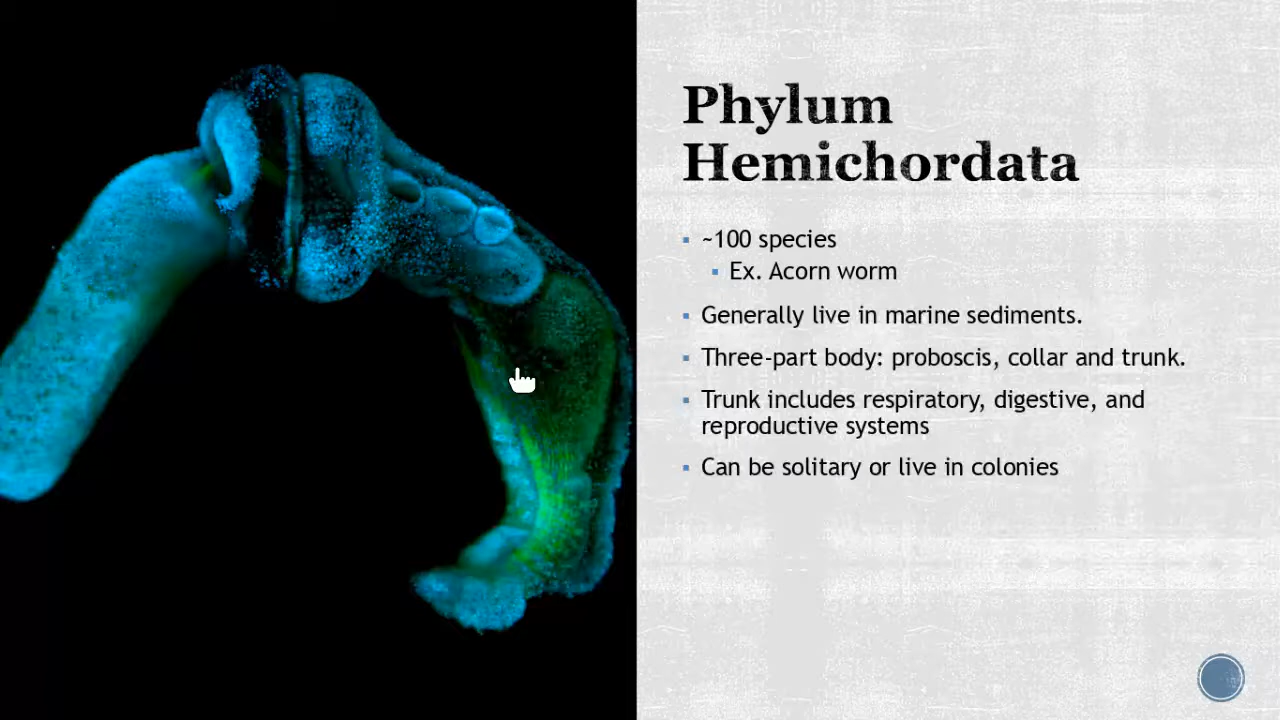 Phylum
Hemichordata
~100 species
Ex. Acorn worm
Generally live in marine sediments.
Three-part body: proboscis, collar and trunk.
Trunk includes respiratory, digestive, and
reproductive systems
Can be solitary or live in colonies